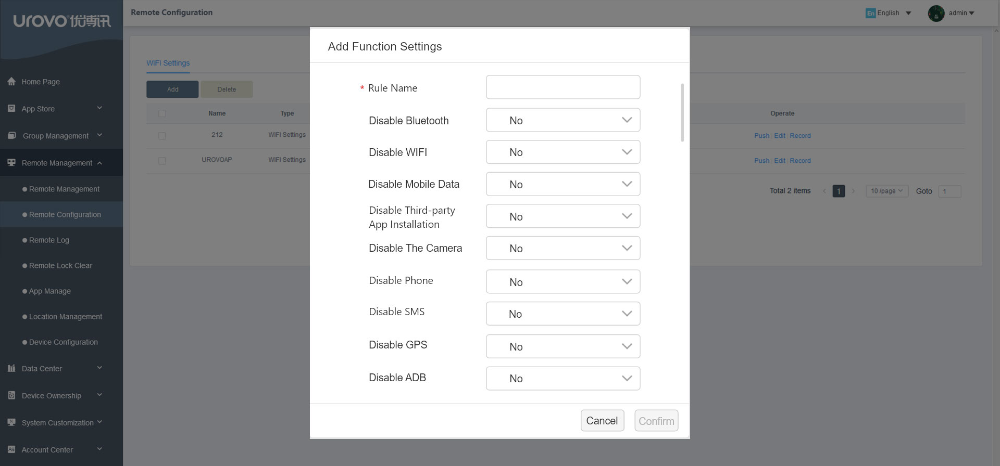 urovo优博讯
Remote Configuration
En English
admin
Home Page
App Store
Group Management
Remote Management
Remote Management
Remote Configuration
Remote Log
Remote Lock Clear
App Manage
Location Management
Device Configuration
Data Center
Device Ownership
System Customization
Account Center
WIFI Settings
Add Delete
Name Type Operate
212 WIFI Settings Push Edit Record
UROVOAP WIFI Settings Push Edit Record
Total 2 items 1 10 /page Goto 1
Add Function Settings
* Rule Name
Disable Bluetooth No
Disable WIFI No
Disable Mobile Data No
Disable Third-party
App Installation No
Disable The Camera No
Disable Phone No
Disable SMS No
Disable GPS No
Disable ADB No
Cancel Confirm